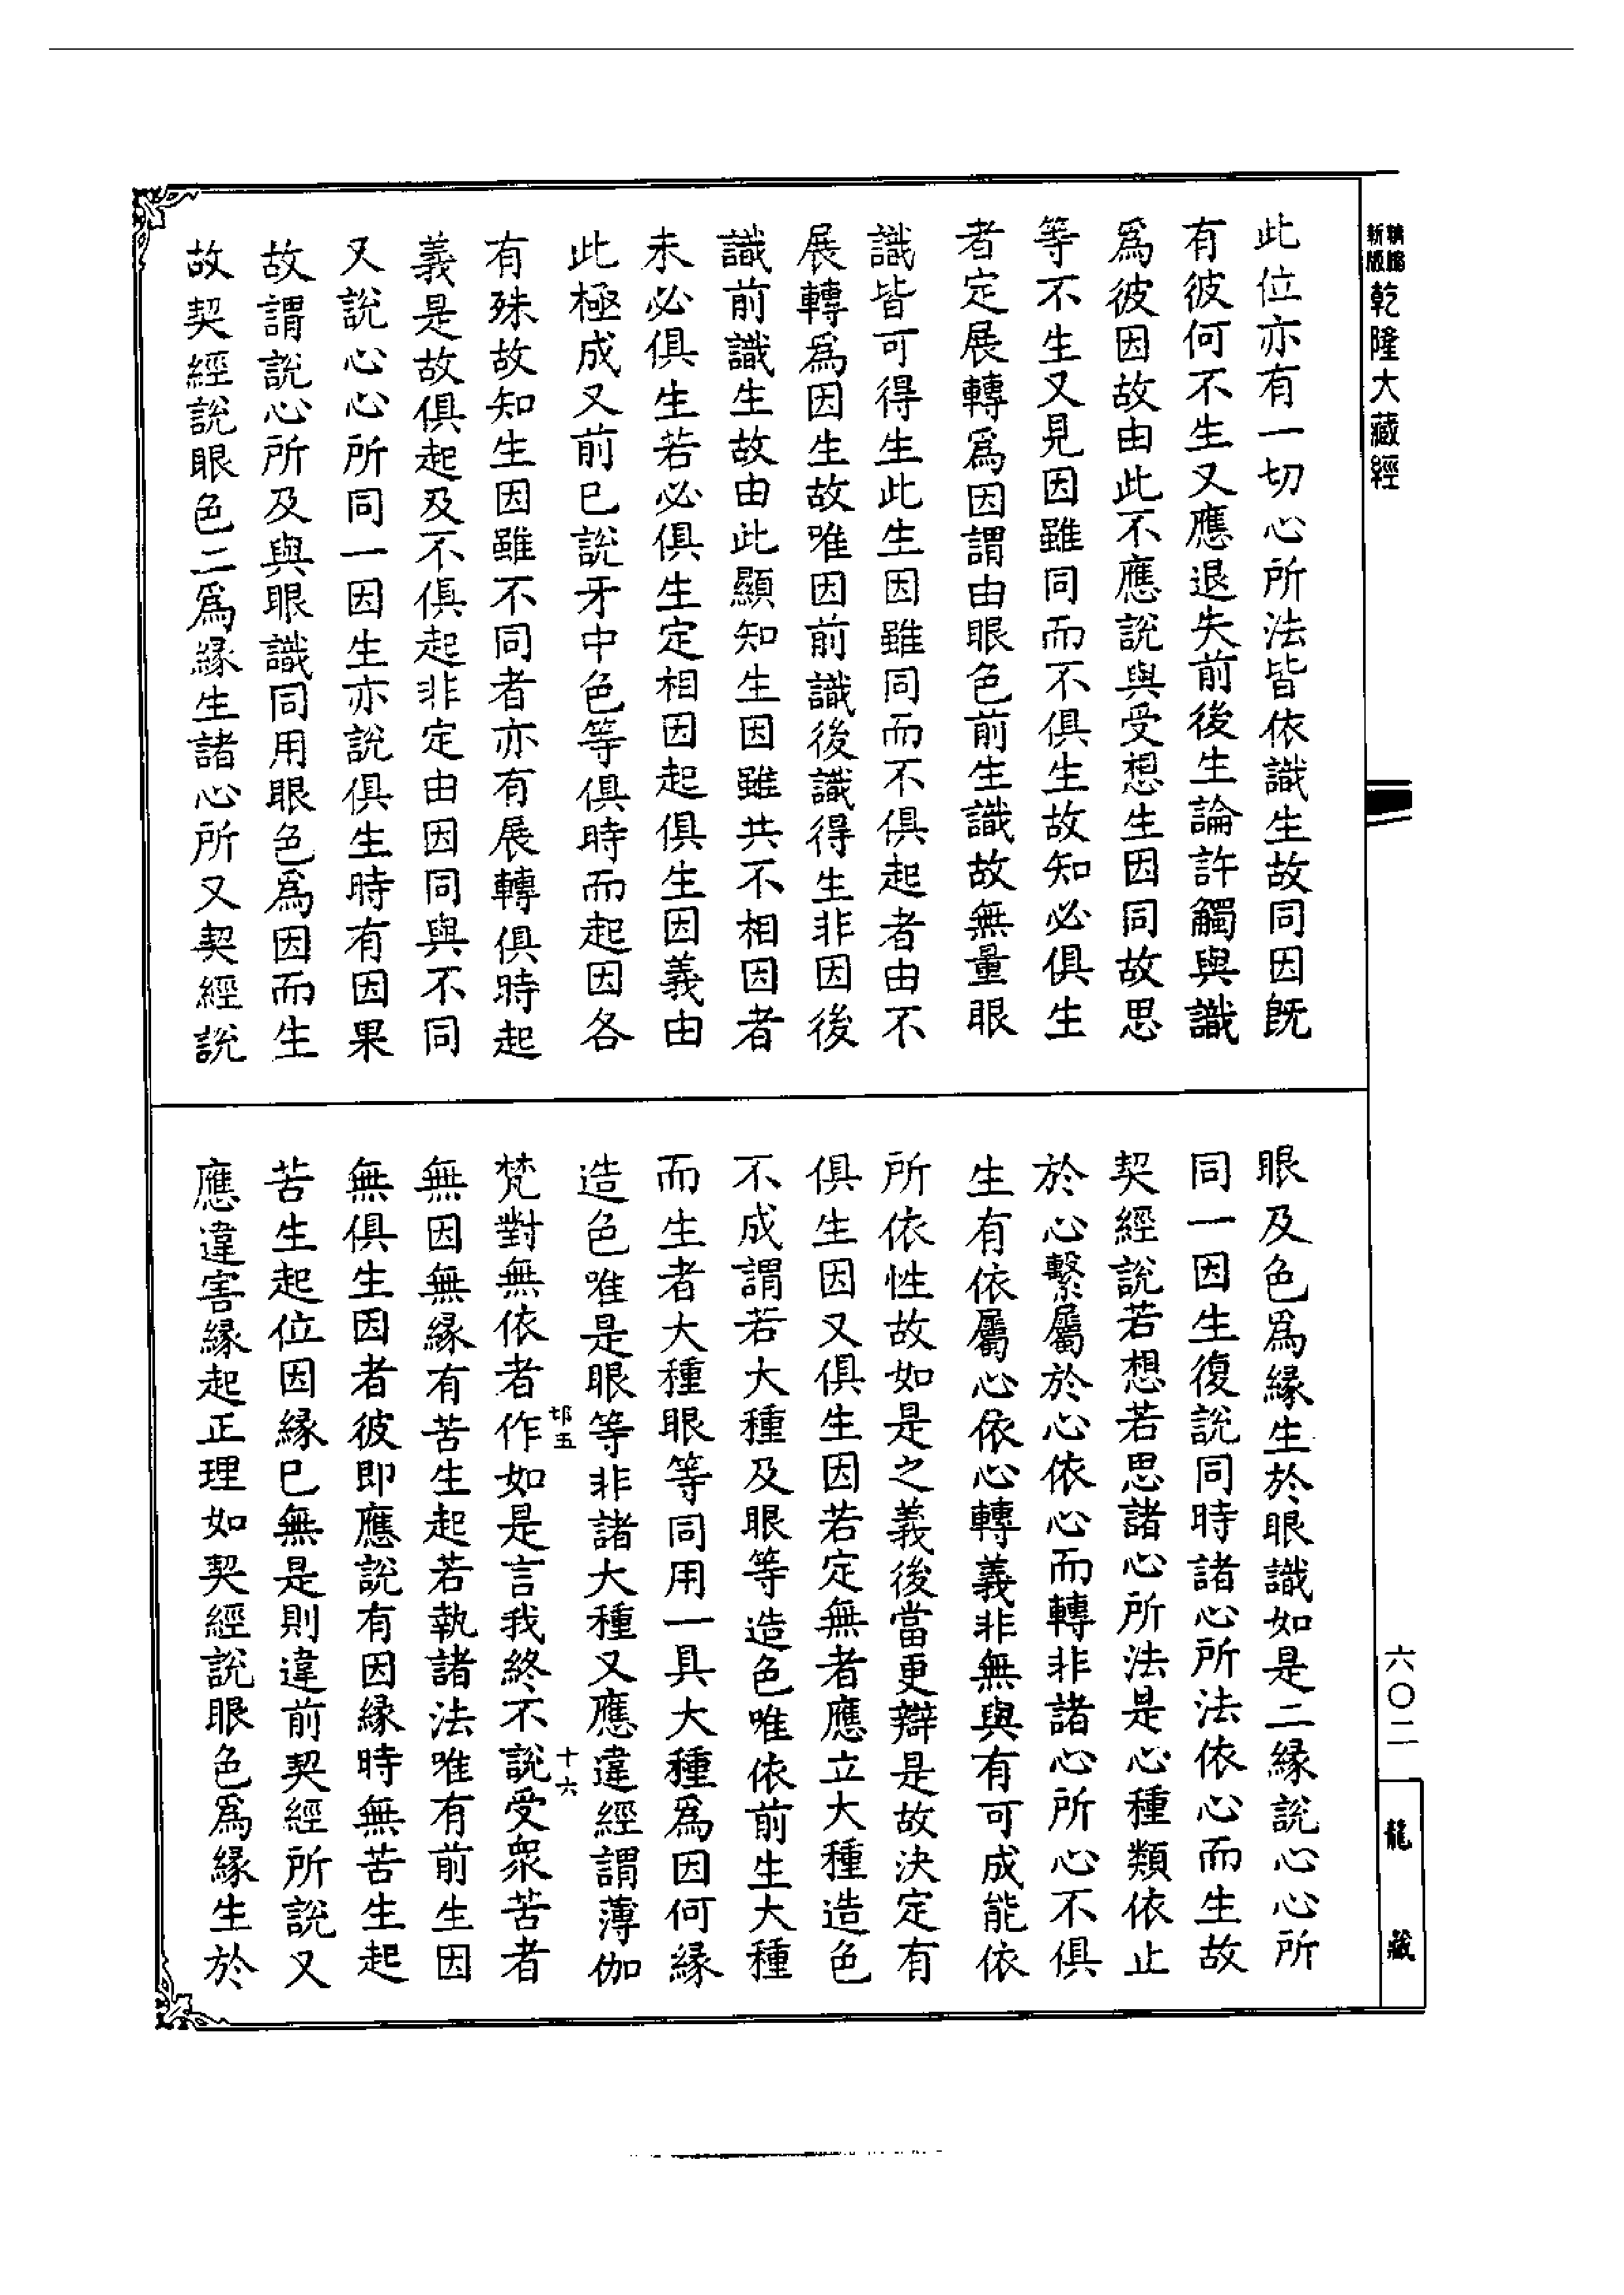 新版
乾隆大藏經
此位亦有一切心所法皆依識生故同因既
有彼何不生又應退失前後生論許觸與識
爲彼因故由此不應說與受想生因同故思
等不生又見因雖同而不俱生故知必俱生
者定展轉爲因謂由眼色前生識故無量眼
識皆可得生此生因雖同而不俱起者由不
展轉爲因生故唯因前識後識得生非因後
識前識生故由此顯知生因雖共不相因者
未必俱生若必俱生定相因起俱生因義由
此極成又前已說牙中色等俱時而起因各
有殊故知生因雖不同者亦有展轉俱時起
義是故俱起及不俱起非定由因同與不同
又說心心所同一因生亦說俱生時有因果
故謂說心所及與眼識同用眼色爲因而生
故契經說眼色二爲緣生諸心所又契經說
眼及色爲緣生於眼識如是二緣說心心所
同一因生復說同時諸心所法依心而生故
契經說若想若思諸心所法是心種類依止
於心繫屬於心依心而轉非諸心所心不俱
生有依屬心依心轉義非無與有可成能依
所依性故如是之義後當更辯是故決定有
俱生因又俱生因若定無者應立大種造色
不成謂若大種及眼等造色唯依前生大種
而生者大種眼等同用一具大種爲因何緣
造色唯是眼等非諸大種又應違經謂薄伽
梵對無依者作如是言我終不說受衆苦者
無因無緣有苦生起若執諸法唯有前生因
無俱生因者彼即應說有因緣時無苦生起
苦生起位因緣已無是則違前契經所說又
應違害緣起正理如契經說眼色爲緣生於
十六
六〇二
龍藏